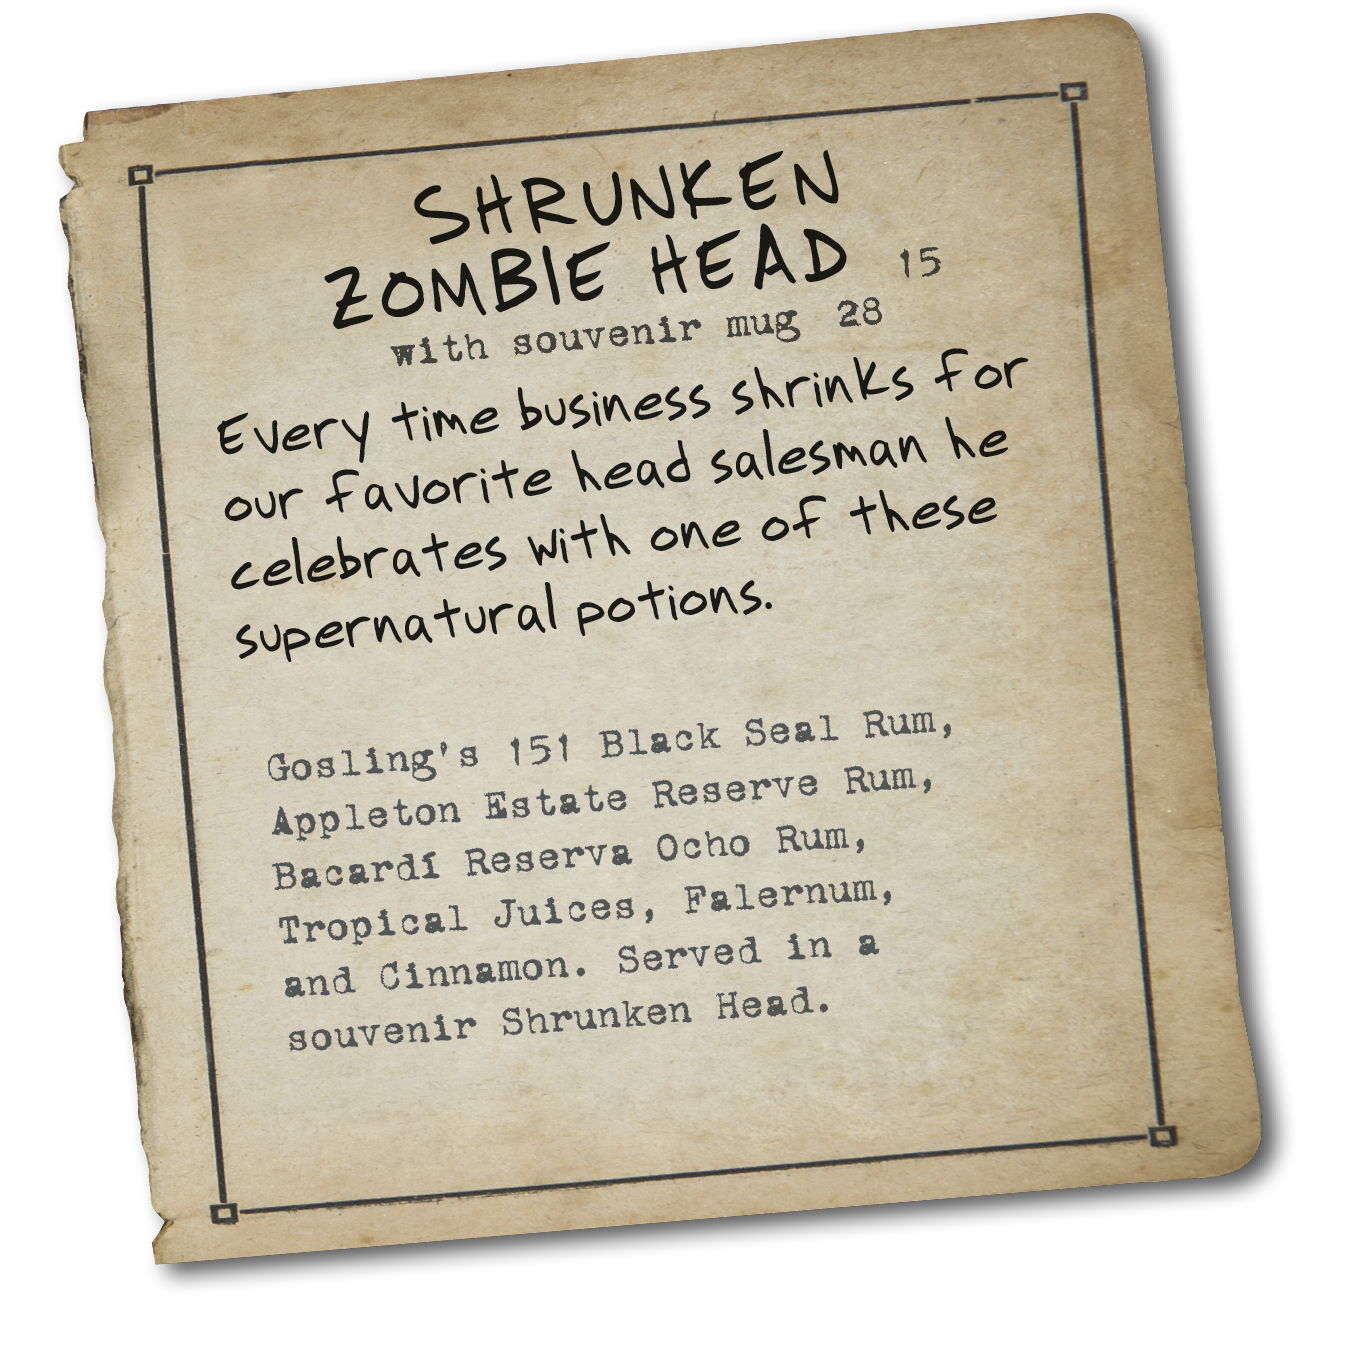 SHRUNKEN
ZOMBIE HEAD 15
with souvenir mug 28
Every time business shrinks for
our favorite head salesman he
celebrates with one of these
supernatural potions.
Gosling's 151 Black Seal Rum,
Appleton Estate Reserve Rum,
Bacardí Reserva Ocho Rum,
Tropical Juices, Falernum,
and Cinnamon. Served in a
souvenir Shrunken Head.